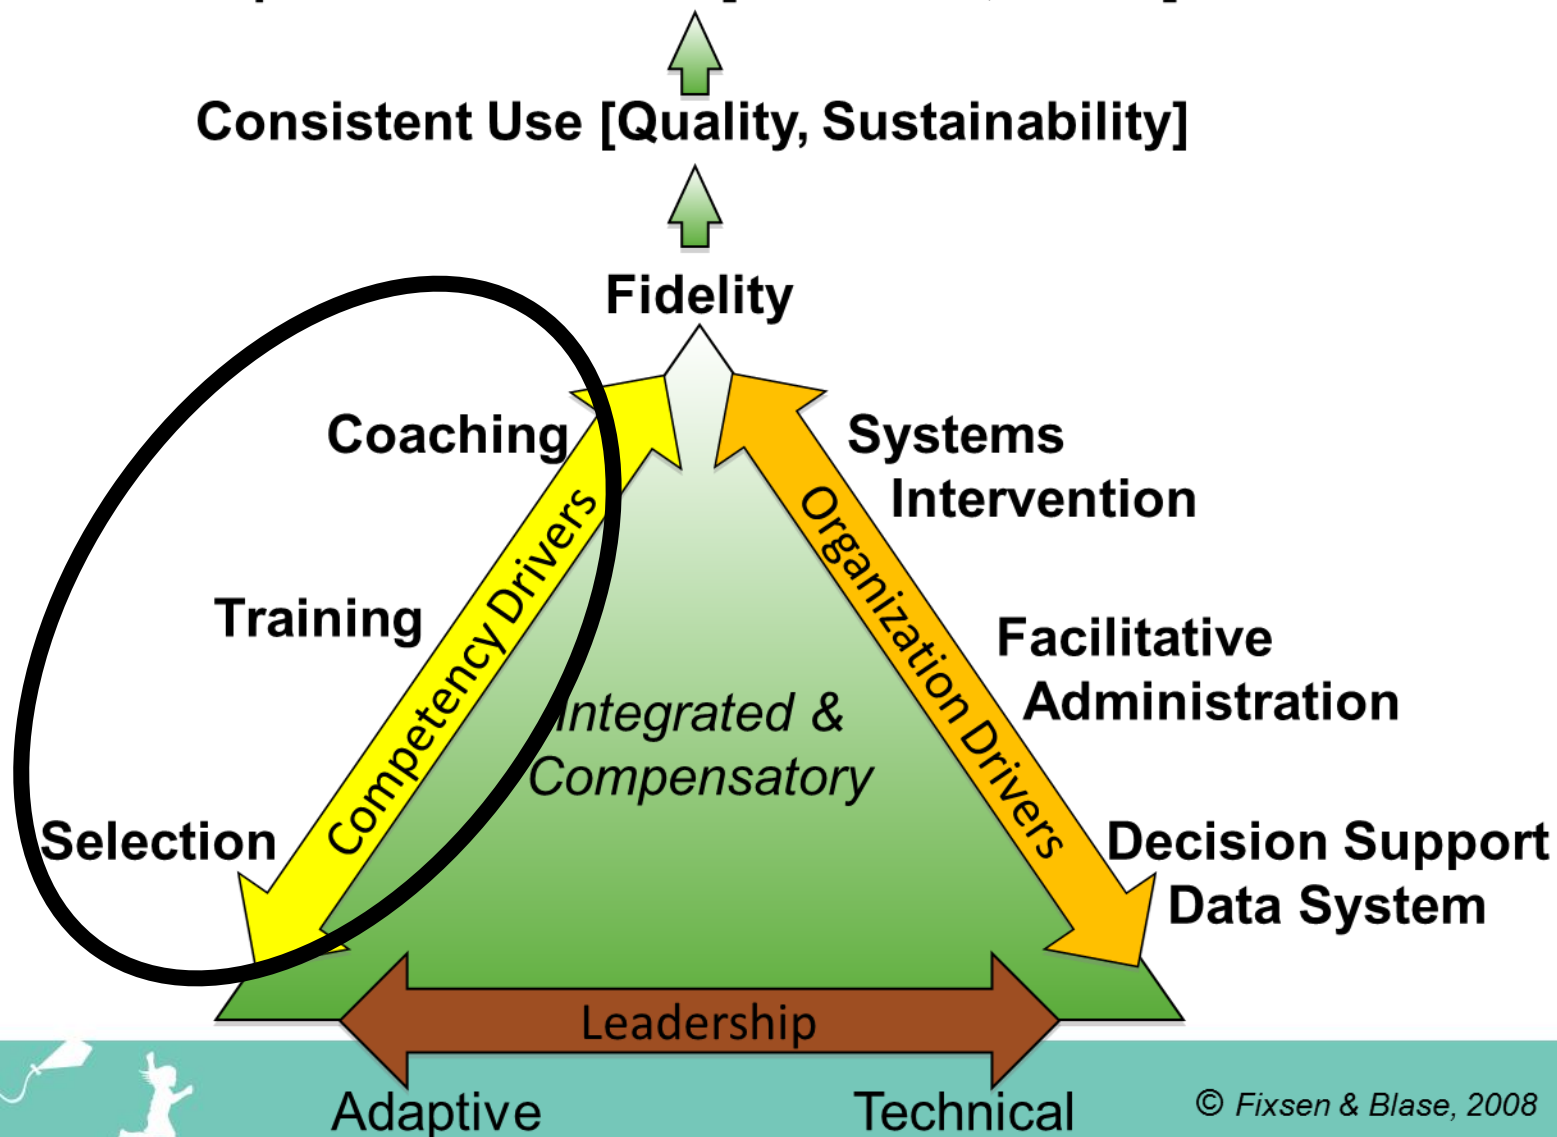 Consistent Use [Quality, Sustainability]
Fidelity
Coaching
Systems
Intervention
Competency Drivers
Organization Drivers
Training
Facilitative
Administration
Integrated &
Compensatory
Selection
Decision Support
Data System
Leadership
Adaptive
Technical
© Fixsen & Blase, 2008